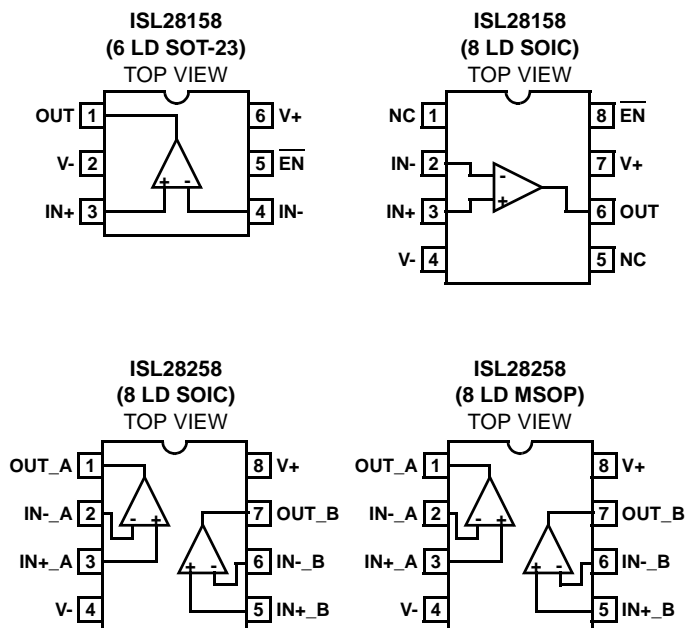 ISL28158
(6 LD SOT-23)
TOP VIEW
OUT 1
6 V+
V- 2
5 EN
IN+ 3
4 IN-
+ -
ISL28158
(8 LD SOIC)
TOP VIEW
NC 1
8 EN
IN- 2
7 V+
IN+ 3
6 OUT
V- 4
5 NC
-
+
ISL28258
(8 LD SOIC)
TOP VIEW
OUT_A 1
8 V+
IN-_A 2
7 OUT_B
IN+_A 3
6 IN-_B
V- 4
5 IN+_B
- +
+ -
ISL28258
(8 LD MSOP)
TOP VIEW
OUT_A 1
8 V+
IN-_A 2
7 OUT_B
IN+_A 3
6 IN-_B
V- 4
5 IN+_B
- +
+ -